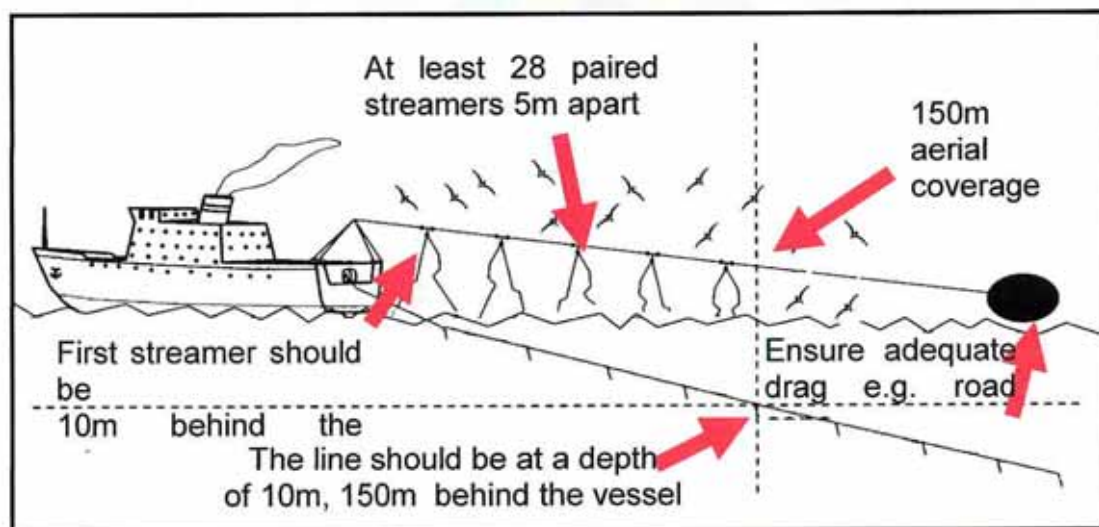 At least 28 paired
streamers 5m apart
150m
aerial
coverage
First streamer should
be
10m behind the
Ensure adequate
drag e.g. road
The line should be at a depth
of 10m, 150m behind the vessel